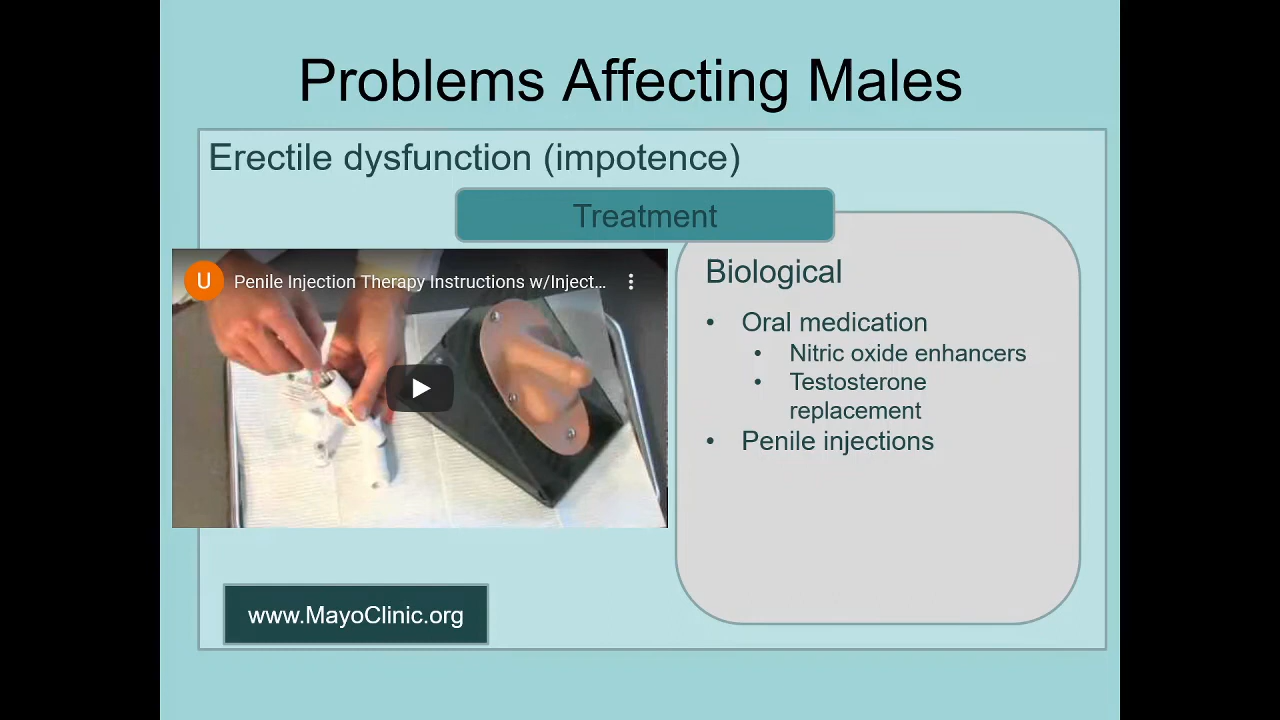 Problems Affecting Males
Erectile dysfunction (impotence)
Treatment
U
Penile Injection Therapy Instructions w/Inject...
Biological
• Oral medication
• Nitric oxide enhancers
• Testosterone
replacement
• Penile injections
www.MayoClinic.org